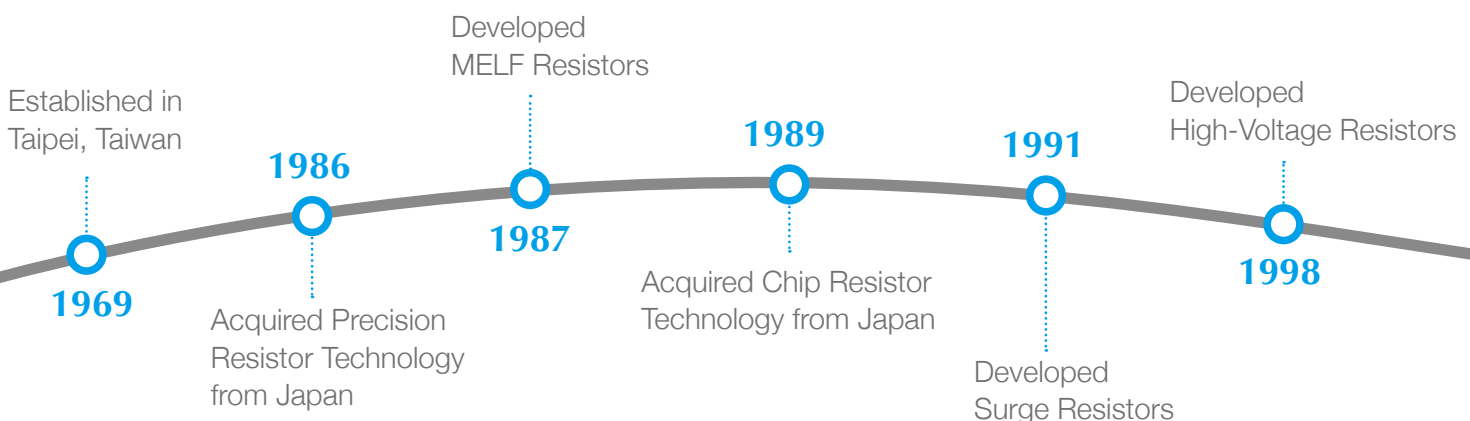 Established in
Taipei, Taiwan
1969
1986
Acquired Precision
Resistor Technology
from Japan
Developed
MELF Resistors
1987
1989
Acquired Chip Resistor
Technology from Japan
1991
Developed
Surge Resistors
Developed
High-Voltage Resistors
1998